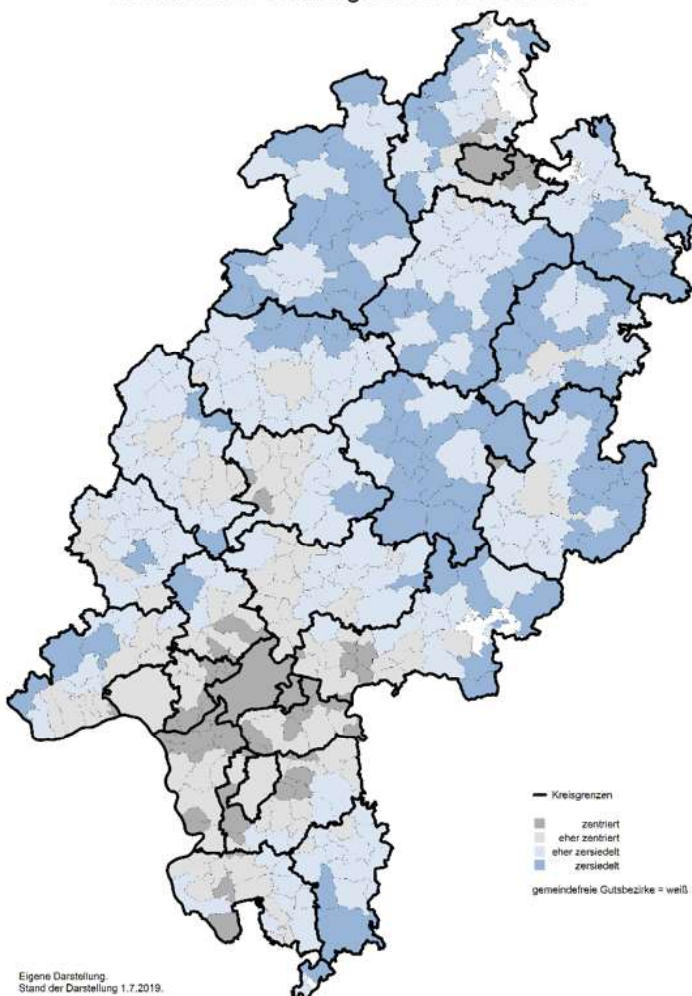 Kreisgrenzen
zentriert
eher zentriert
eher zersiedelt
zersiedelt
gemeindefreie Gutsbezirke = weiß
Eigene Darstellung.
Stand der Darstellung 1.7.2019.